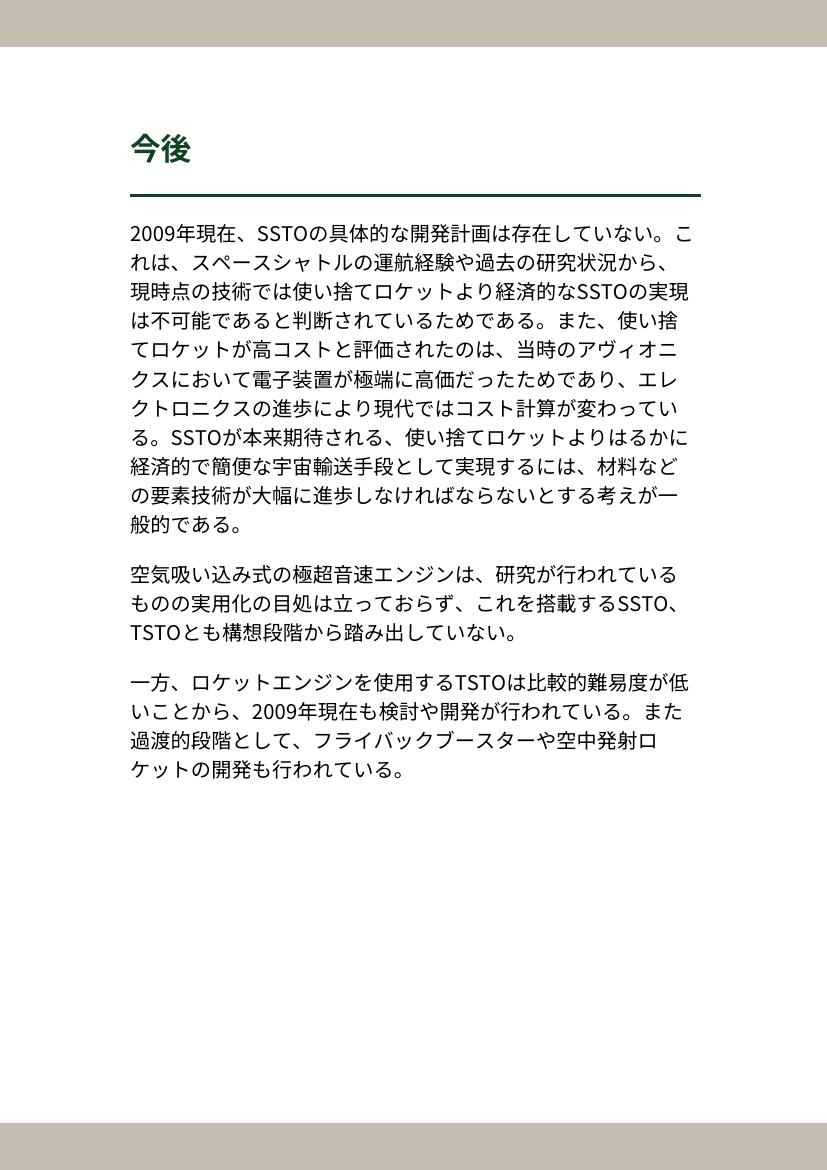 今後
2009年現在、SSTOの具体的な開発計画は存在していない。こ
れは、スペースシャトルの運航経験や過去の研究状況から、
現時点の技術では使い捨てロケットより経済的なSSTOの実現
は不可能であると判断されているためである。また、使い捨
てロケットが高コストと評価されたのは、当時のアヴィオニ
クスにおいて電子装置が極端に高価だったためであり、エレ
クトロニクスの進歩により現代ではコスト計算が変わってい
る。SSTOが本来期待される、使い捨てロケットよりはるかに
経済的で簡便な宇宙輸送手段として実現するには、材料など
の要素技術が大幅に進歩しなければならないとする考えが一
般的である。
空気吸い込み式の極超音速エンジンは、研究が行われている
ものの実用化の目処は立っておらず、これを搭載するSSTO、
TSTOとも構想段階から踏み出していない。
一方、ロケットエンジンを使用するTSTOは比較的難易度が低
いことから、2009年現在も検討や開発が行われている。また
過渡的段階として、フライバックブースターや空中発射ロ
ケットの開発も行われている。